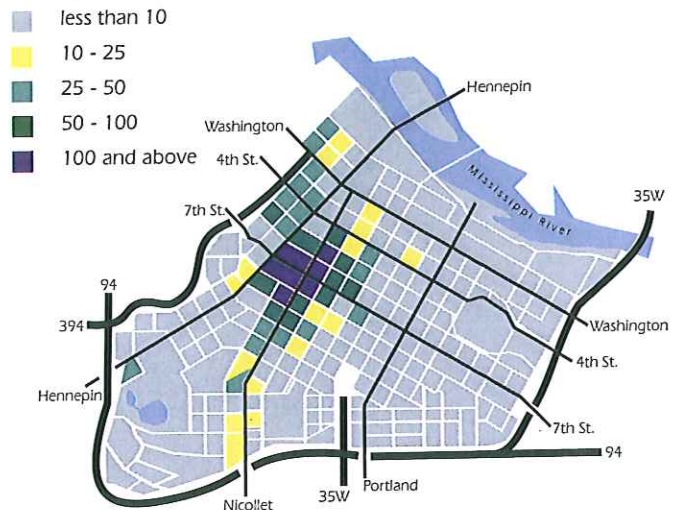 less than 10
10 - 25
25 - 50
50 - 100
100 and above
Hennepin
Washington
4th St.
7th St.
Mississippi River
35W
94
394
Washington
4th St.
Hennepin
7th St.
94
35W
Portland
Nicollet